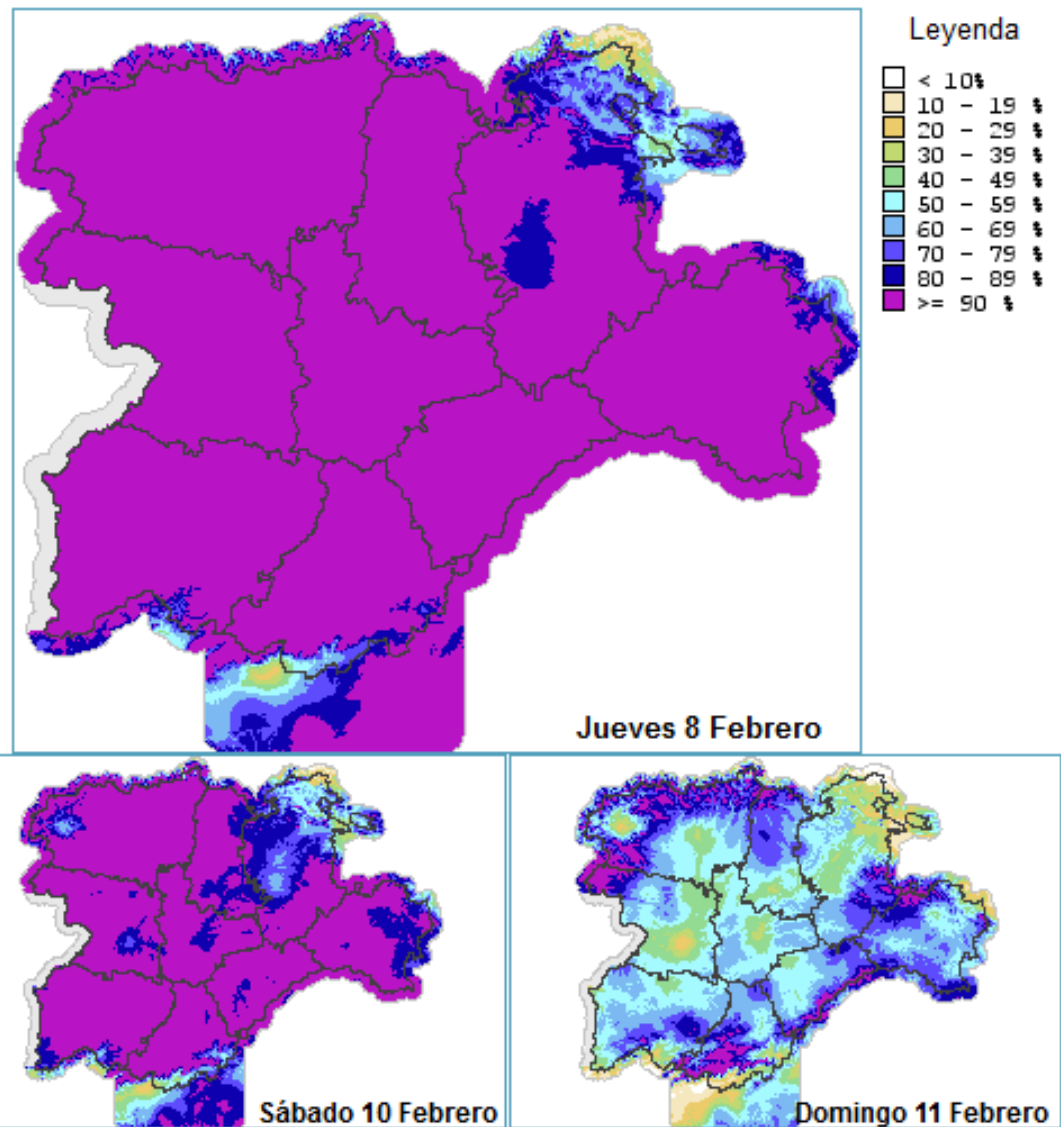 Leyenda
< 10%
10 - 19 %
20 - 29 %
30 - 39 %
40 - 49 %
50 - 59 %
60 - 69 %
70 - 79 %
80 - 89 %
>= 90 %
Jueves 8 Febrero
Sábado 10 Febrero
Domingo 11 Febrero